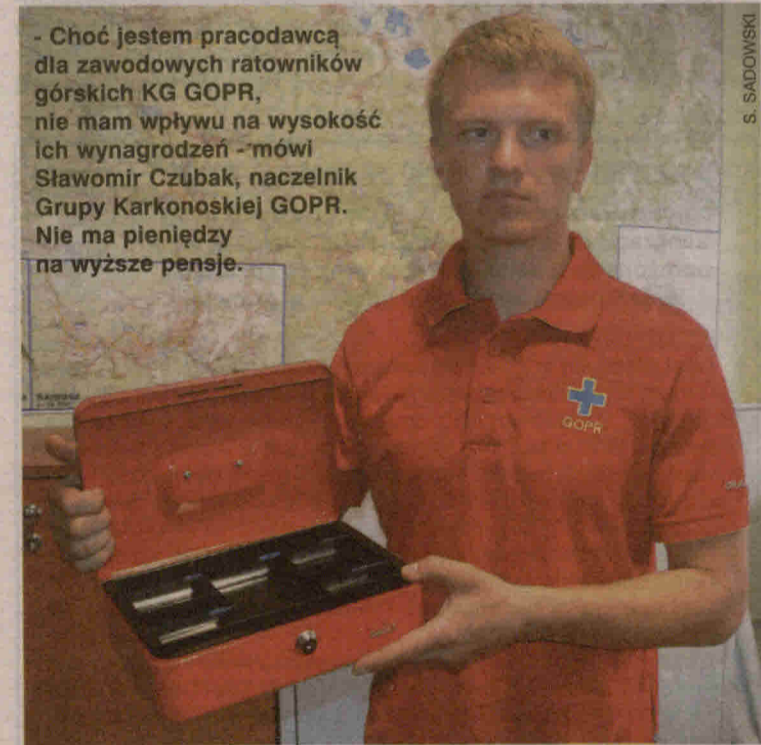 - Choć jestem pracodawcą
dla zawodowych ratowników
górskich KG GOPR,
nie mam wpływu na wysokość
ich wynagrodzeń - mówi
Sławomir Czubak, naczelnik
Grupy Karkonoskiej GOPR.
Nie ma pieniędzy
na wyższe pensje.
S. SADOWSKI
GOPR